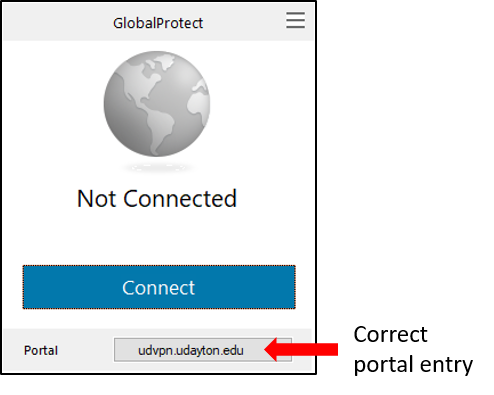 GlobalProtect
Not Connected
Connect
Portal
udvpn.udayton.edu
Correct
portal entry